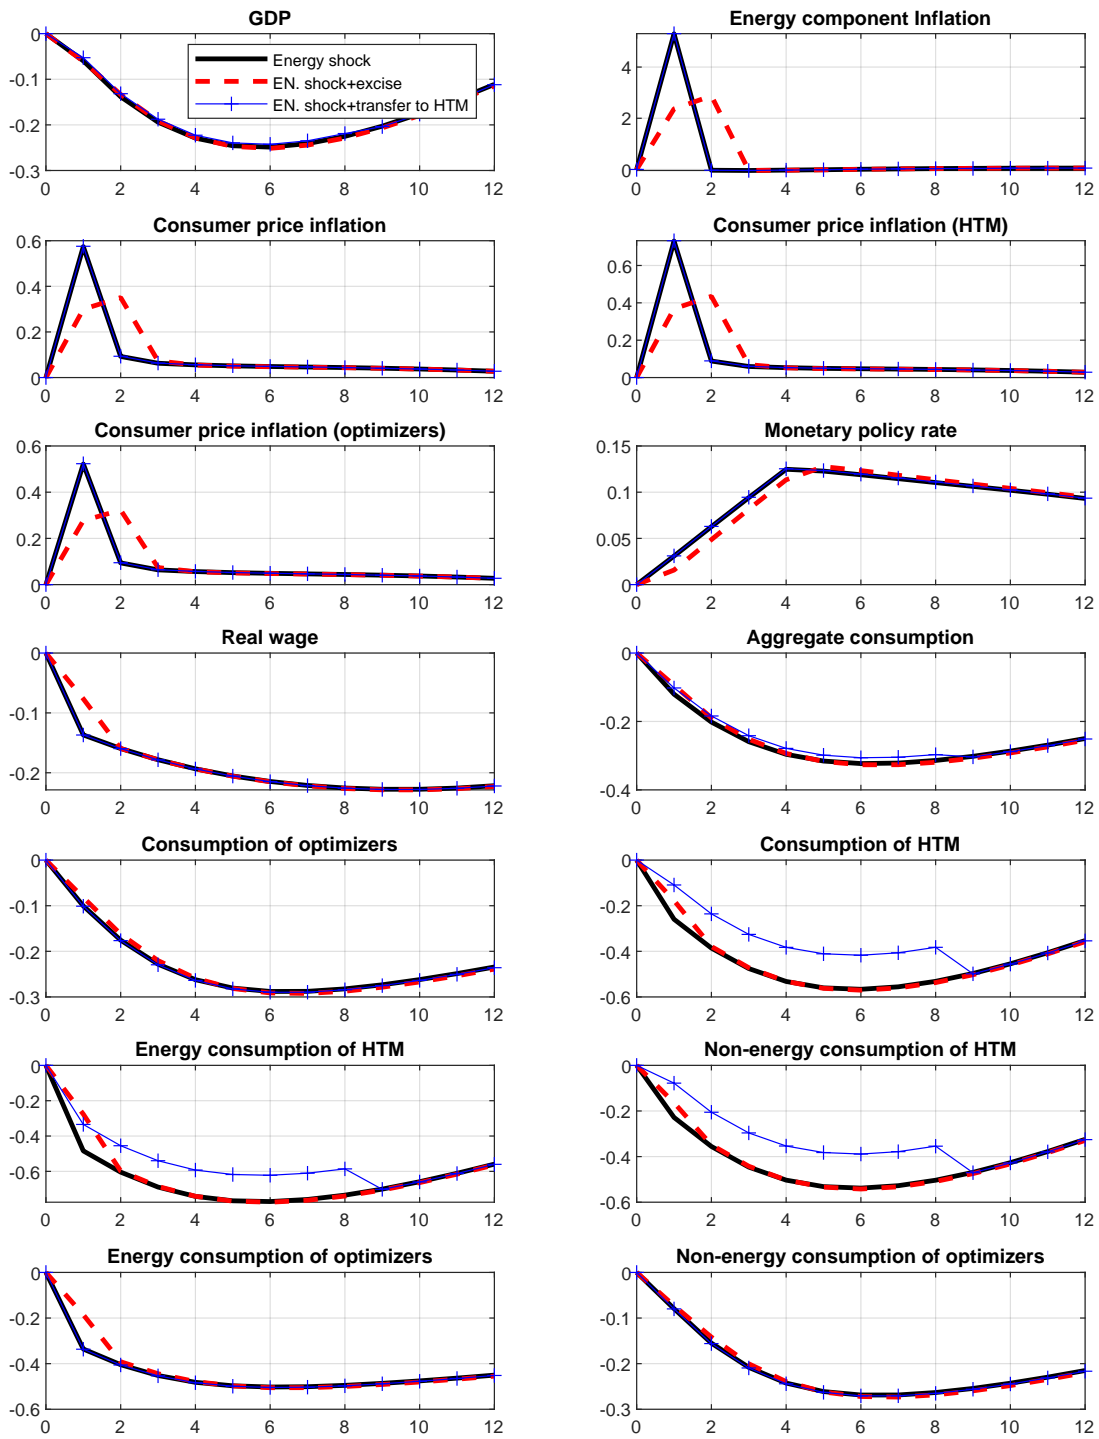 GDP
0
-0.1
-0.2
-0.3
0 2 4 6 8 10 12
Energy shock
EN. shock+excise
EN. shock+transfer to HTM
Energy component Inflation
4
2
0
0 2 4 6 8 10 12
Consumer price inflation
0.6
0.4
0.2
0
0 2 4 6 8 10 12
Consumer price inflation (HTM)
0.6
0.4
0.2
0
0 2 4 6 8 10 12
Consumer price inflation (optimizers)
0.6
0.4
0.2
0
0 2 4 6 8 10 12
Monetary policy rate
0.15
0.1
0.05
0
0 2 4 6 8 10 12
Real wage
0
-0.1
-0.2
0 2 4 6 8 10 12
Aggregate consumption
0
-0.2
-0.4
0 2 4 6 8 10 12
Consumption of optimizers
0
-0.1
-0.2
-0.3
0 2 4 6 8 10 12
Consumption of HTM
0
-0.2
-0.4
-0.6
0 2 4 6 8 10 12
Energy consumption of HTM
0
-0.2
-0.4
-0.6
0 2 4 6 8 10 12
Non-energy consumption of HTM
0
-0.2
-0.4
-0.6
0 2 4 6 8 10 12
Energy consumption of optimizers
0
-0.2
-0.4
-0.6
0 2 4 6 8 10 12
Non-energy consumption of optimizers
0
-0.1
-0.2
-0.3
0 2 4 6 8 10 12